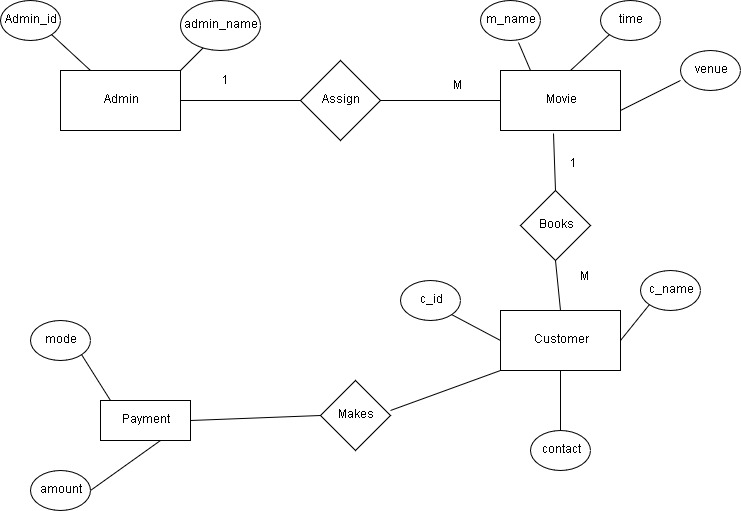 Admin_id
admin_name
m_name
time
venue
1
M
Admin
Assign
Movie
1
Books
M
c_id
c_name
mode
Customer
Payment
Makes
contact
amount